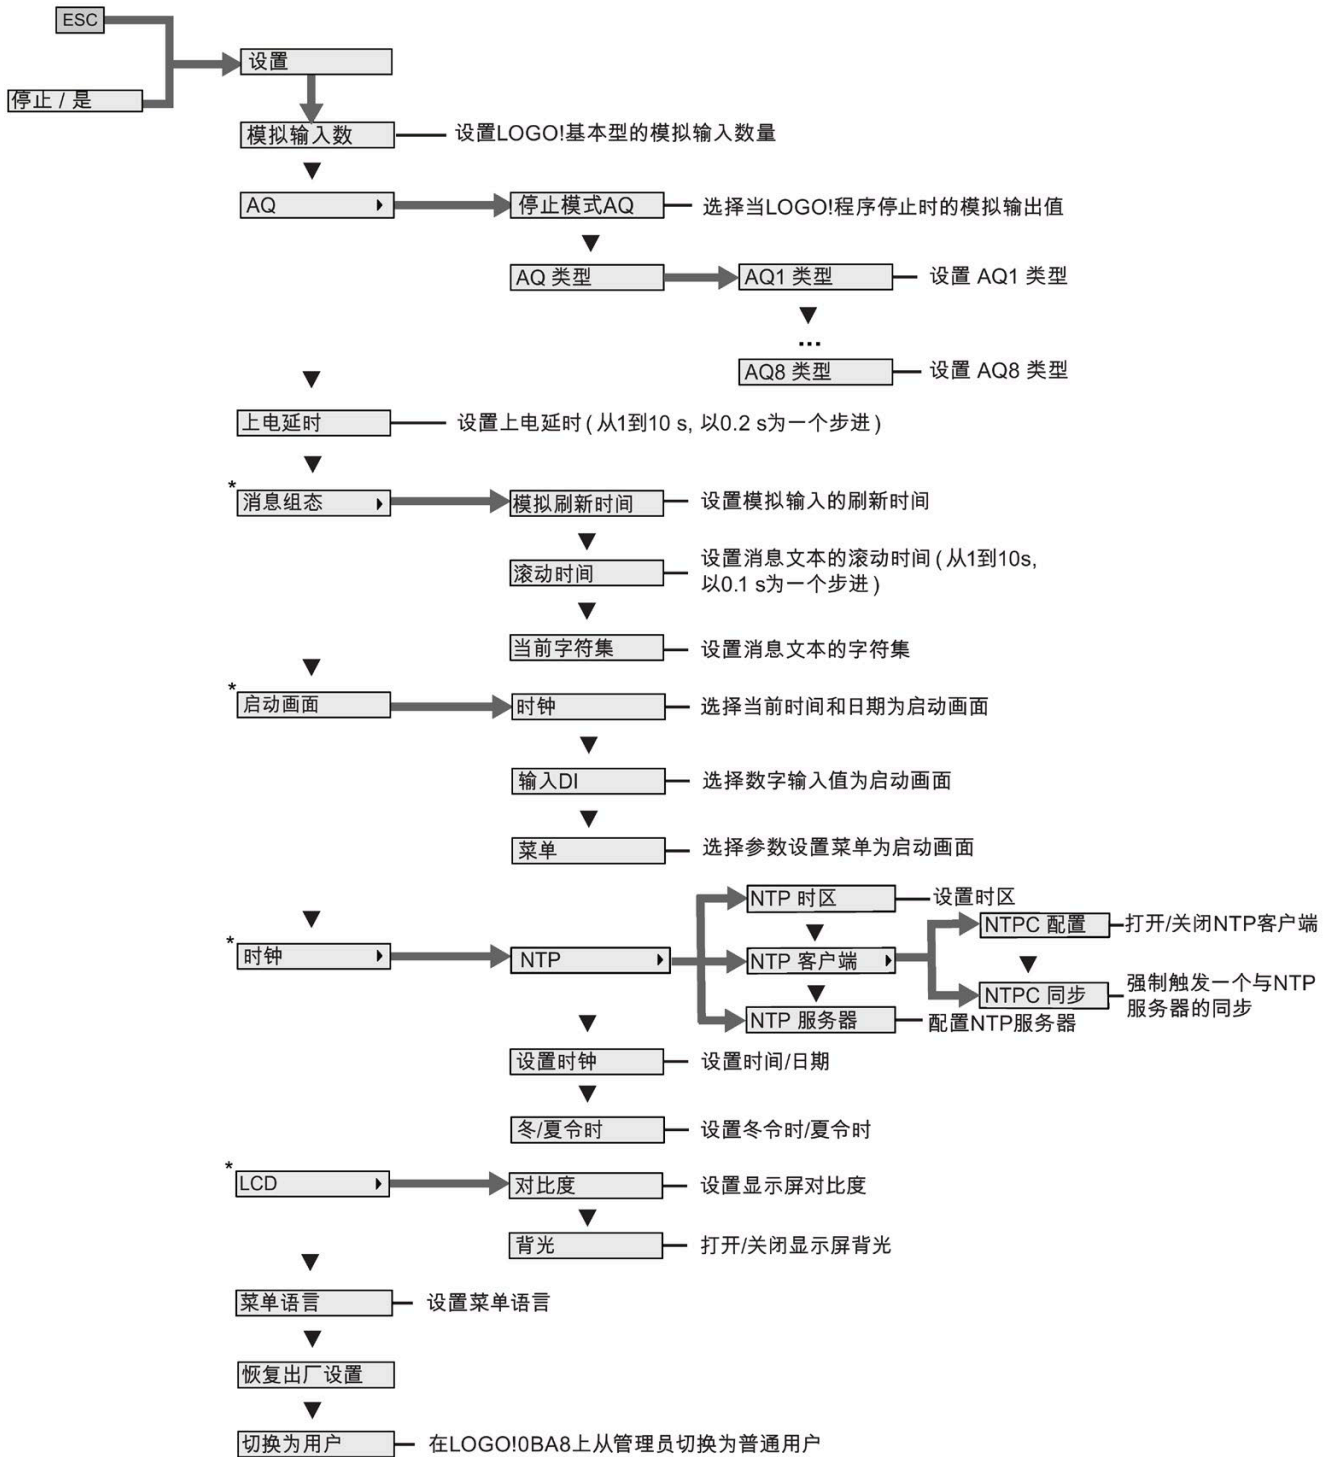 ESC
设置
停止 / 是
模拟输入数
设置LOGO!基本型的模拟输入数量
AQ
停止模式AQ
选择当LOGO!程序停止时的模拟输出值
AQ 类型
AQ1 类型
设置 AQ1 类型
...
AQ8 类型
设置 AQ8 类型
上电延时
设置上电延时 ( 从1到10 s, 以0.2 s为一个步进 )
*
消息组态
模拟刷新时间
设置模拟输入的刷新时间
滚动时间
设置消息文本的滚动时间 ( 从1到10s,
以0.1 s为一个步进 )
当前字符集
设置消息文本的字符集
*
启动画面
时钟
选择当前时间和日期为启动画面
输入DI
选择数字输入值为启动画面
菜单
选择参数设置菜单为启动画面
*
时钟
NTP
NTP 时区
设置时区
NTP 客户端
NTPC 配置
打开/关闭NTP客户端
NTPC 同步
强制触发一个与NTP
服务器的同步
NTP 服务器
配置NTP服务器
设置时钟
设置时间/日期
冬/夏令时
设置冬令时/夏令时
*
LCD
对比度
设置显示屏对比度
背光
打开/关闭显示屏背光
菜单语言
设置菜单语言
恢复出厂设置
切换为用户
在LOGO!0BA8上从管理员切换为普通用户